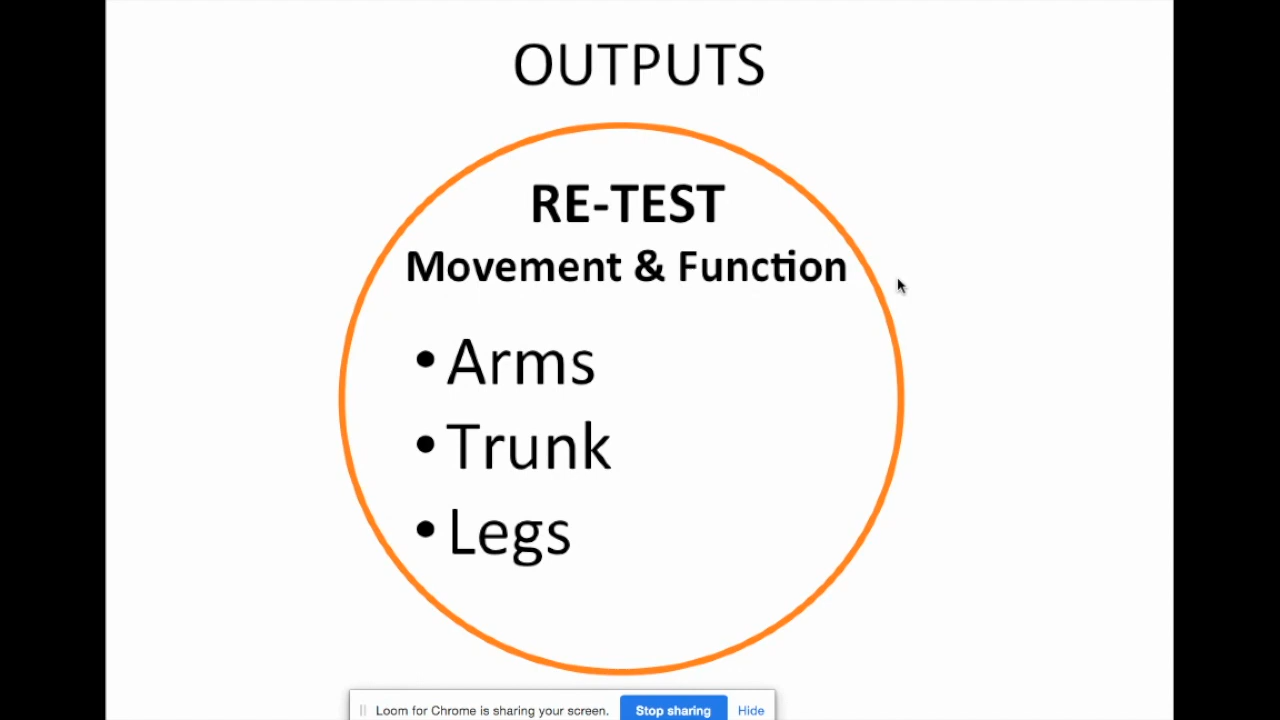 OUTPUTS
RE-TEST
Movement & Function
• Arms
• Trunk
• Legs
Loom for Chrome is sharing your screen. Stop sharing Hide